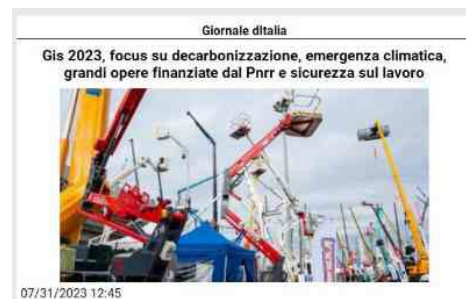 Giornale dItalia
Gis 2023, focus su decarbonizzazione, emergenza climatica,
grandi opere finanziate dal Pnrr e sicurezza sul lavoro
07/31/2023 12:45